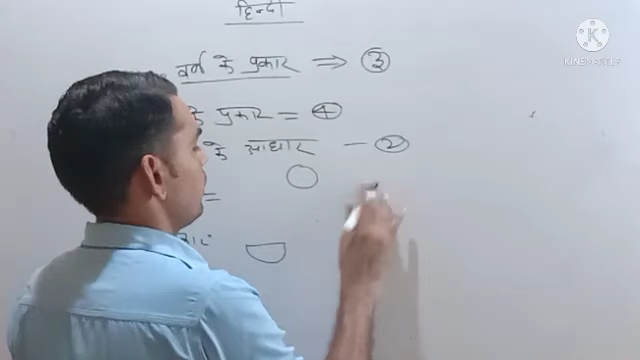 हिन्दी
वर्ण के प्रकार ⇒ ③
के प्रकार = ④
के आधार – ②
=
KINEMASTER